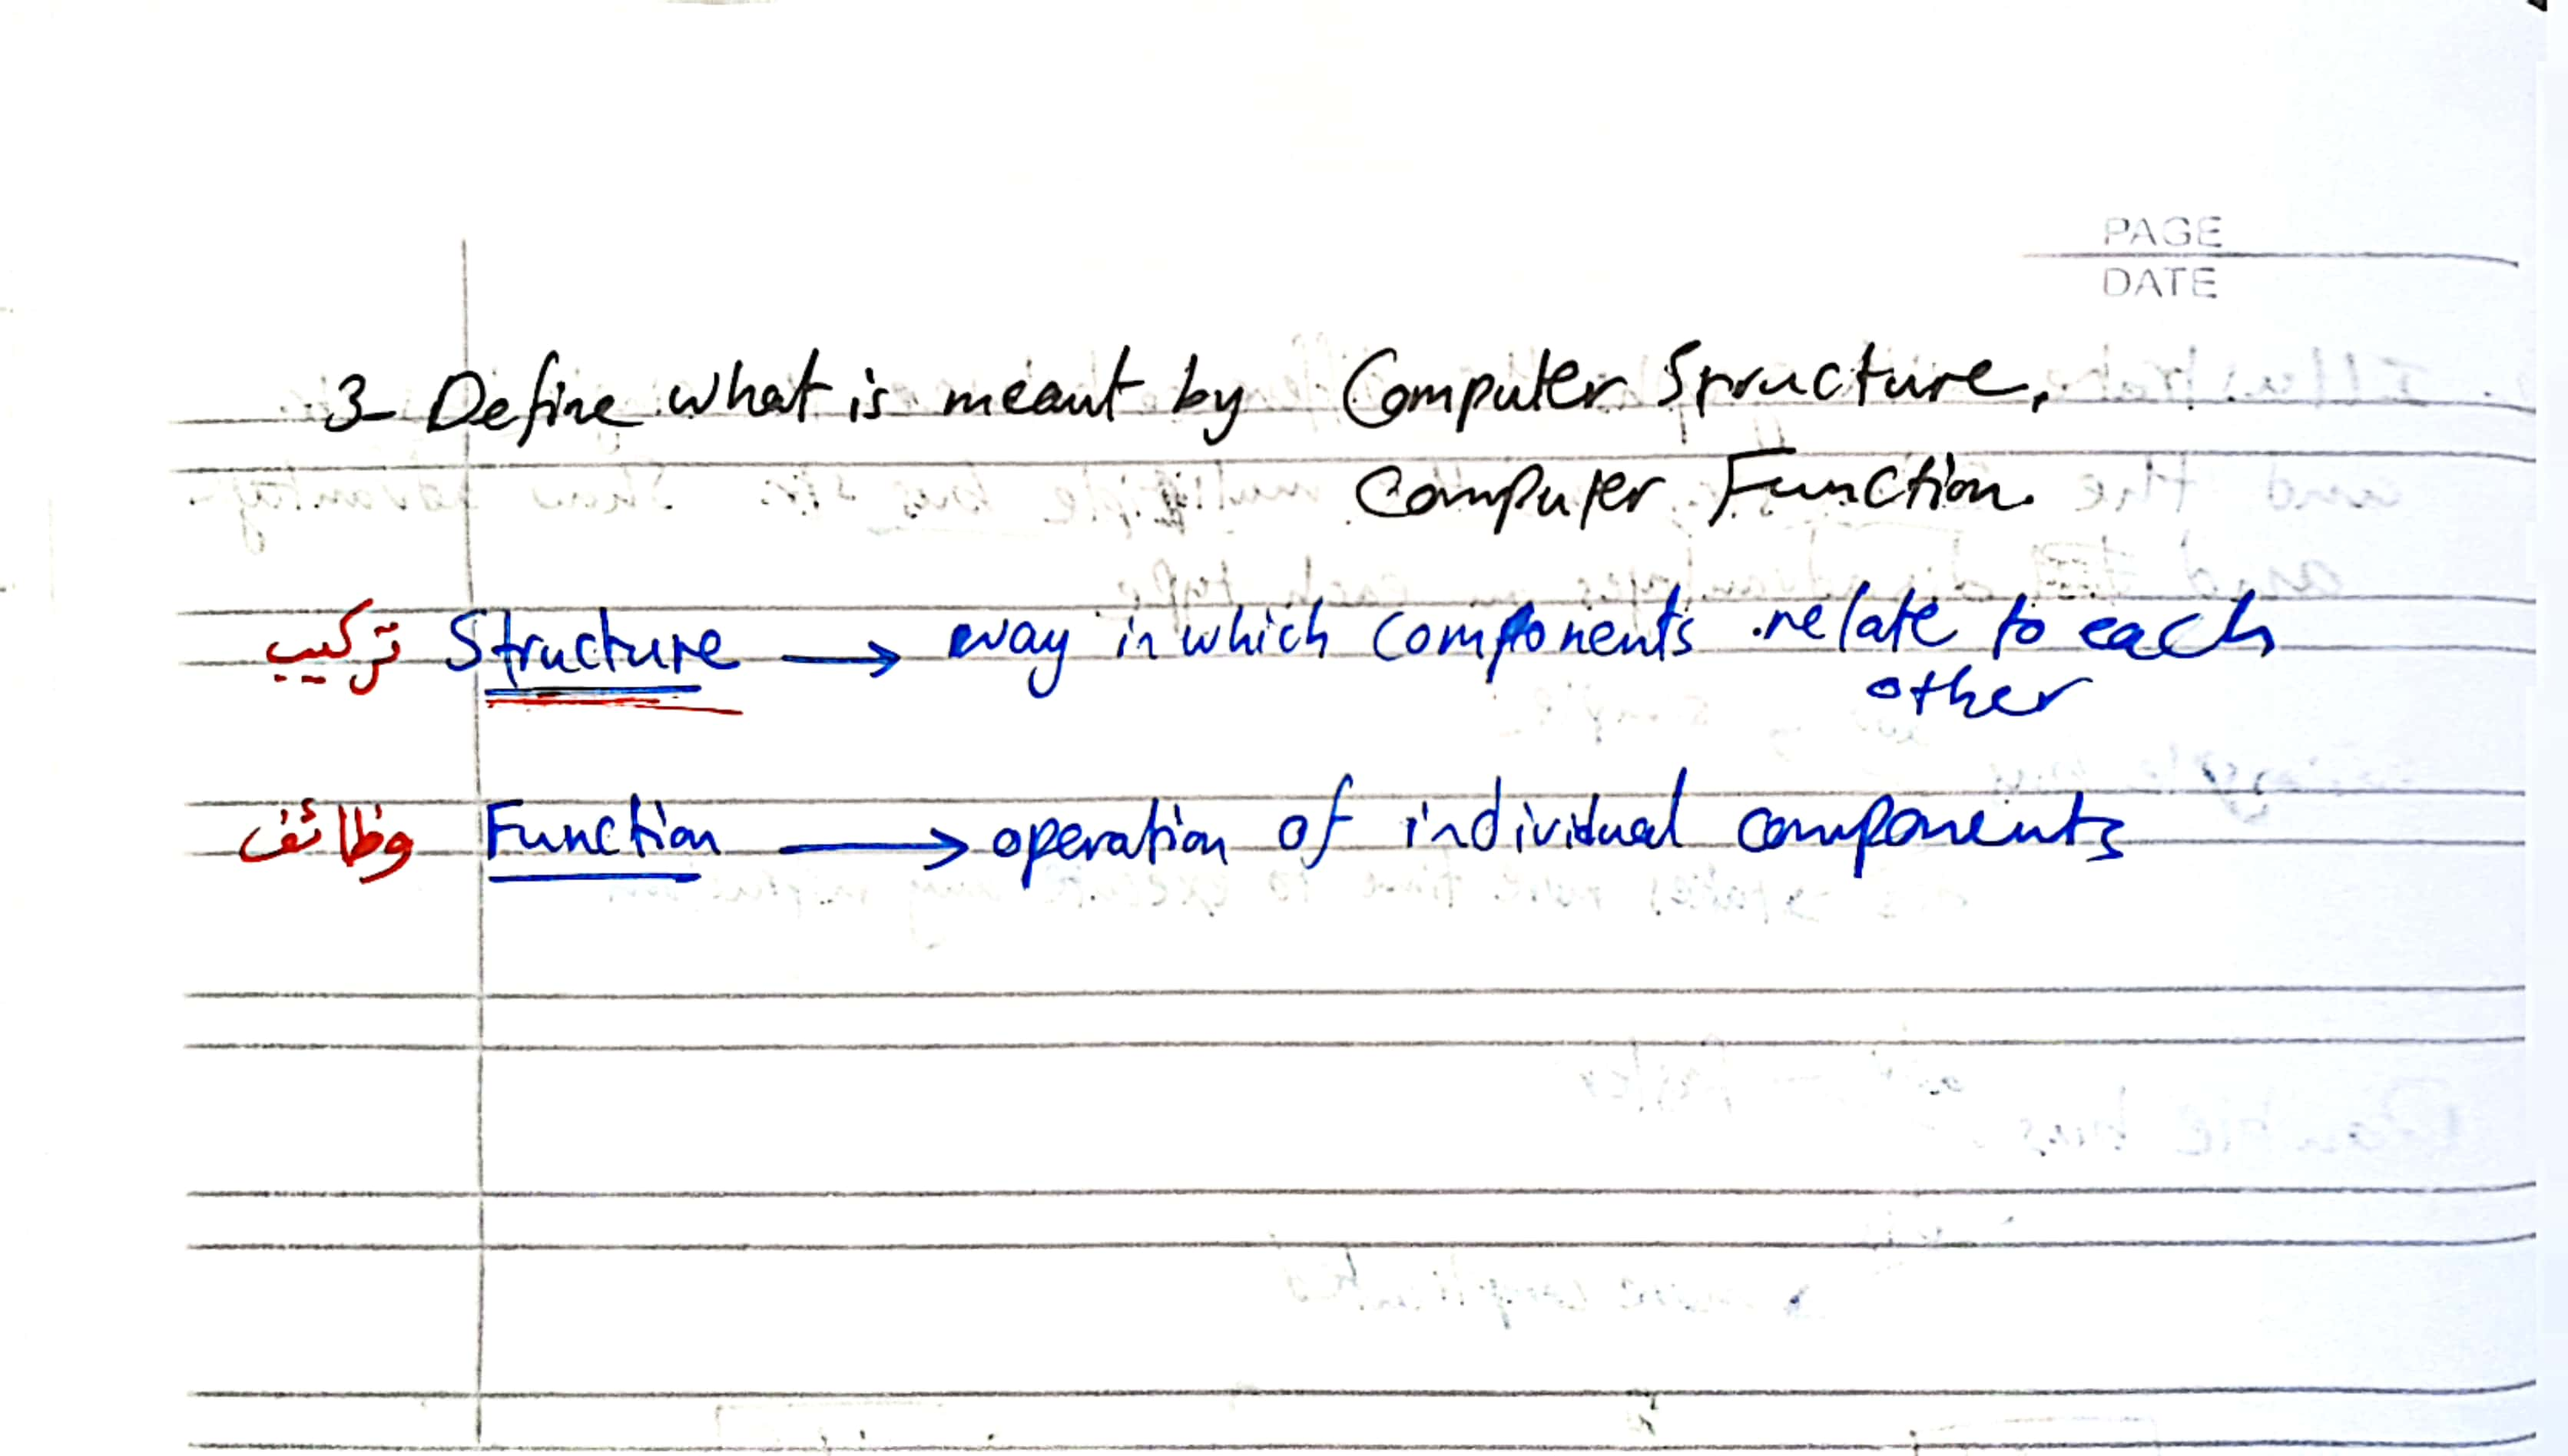 PAGE
DATE
3- Define what is meant by Computer Structure,
Computer Function.
تركيب Structure → way in which components relate to each
other
وظائف Function → operation of individual components